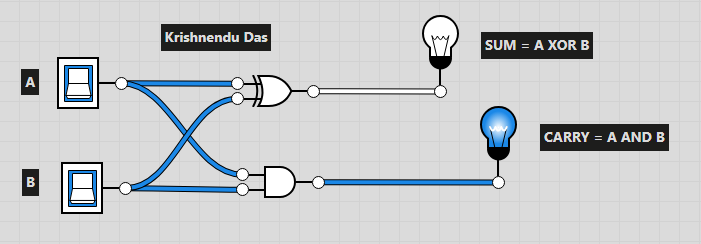 Krishnendu Das
SUM = A XOR B
A
CARRY = A AND B
B